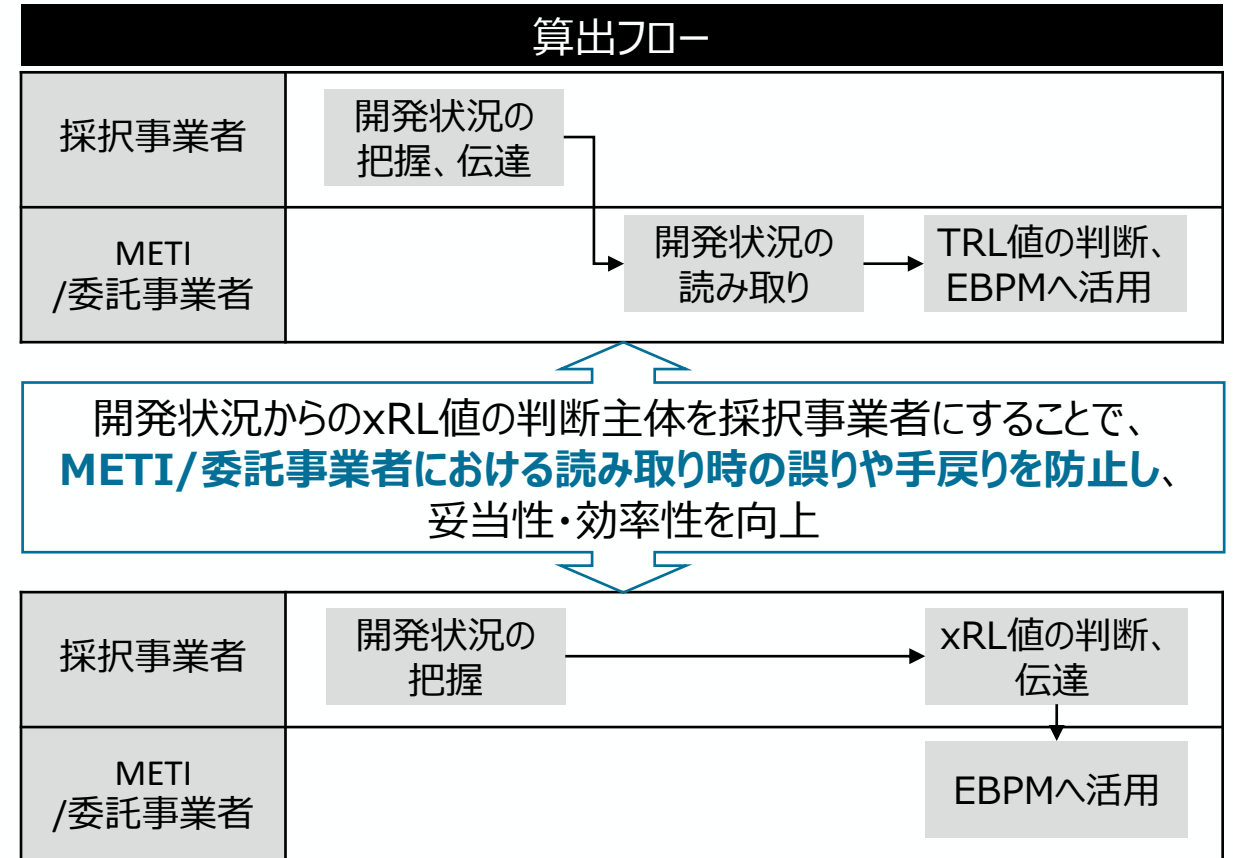 算出フロー
採択事業者
開発状況の
把握、伝達
METI
/委託事業者
開発状況の
読み取り
TRL値の判断、
EBPMへ活用
開発状況からのxRL値の判断主体を採択事業者にすることで、
METI/委託事業者における読み取り時の誤りや手戻りを防止し、
妥当性・効率性を向上
採択事業者
開発状況の
把握
xRL値の判断、
伝達
METI
/委託事業者
EBPMへ活用